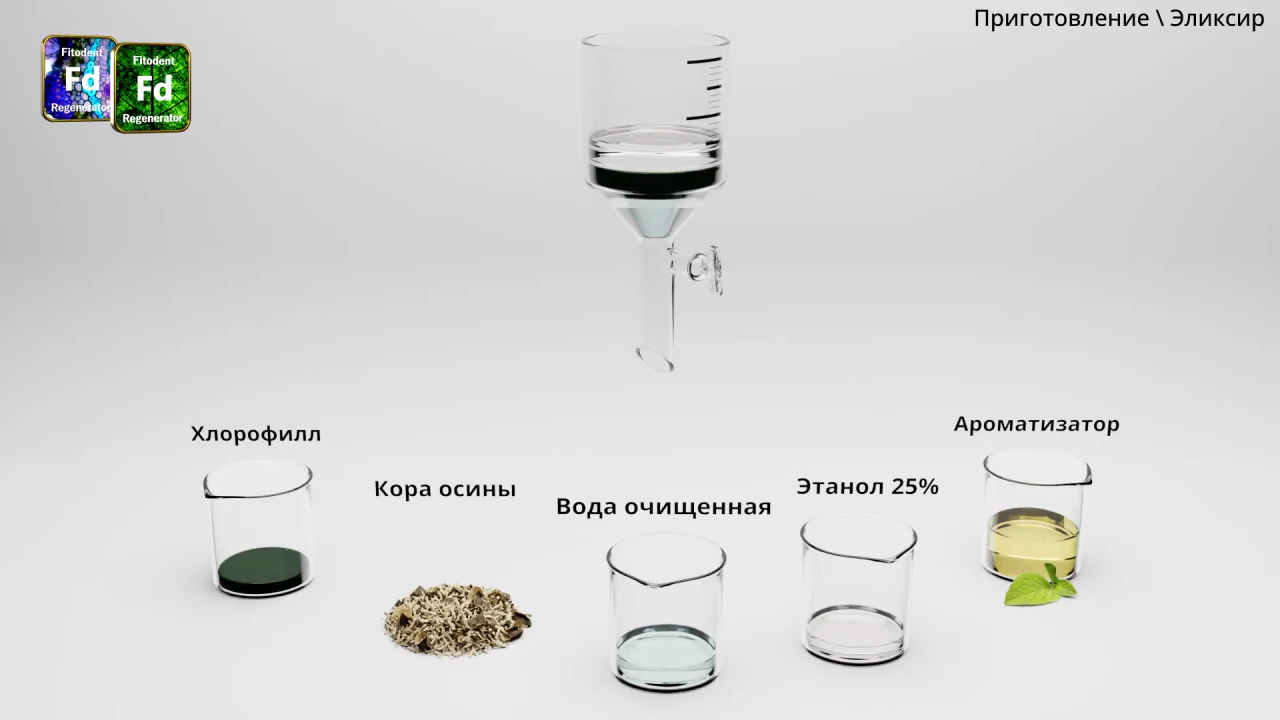 Приготовление \ Эликсир
Fitodent
Fd
Regenerator
Fitodent
Fd
Regenerator
Хлорофилл
Кора осины
Вода очищенная
Этанол 25%
Ароматизатор